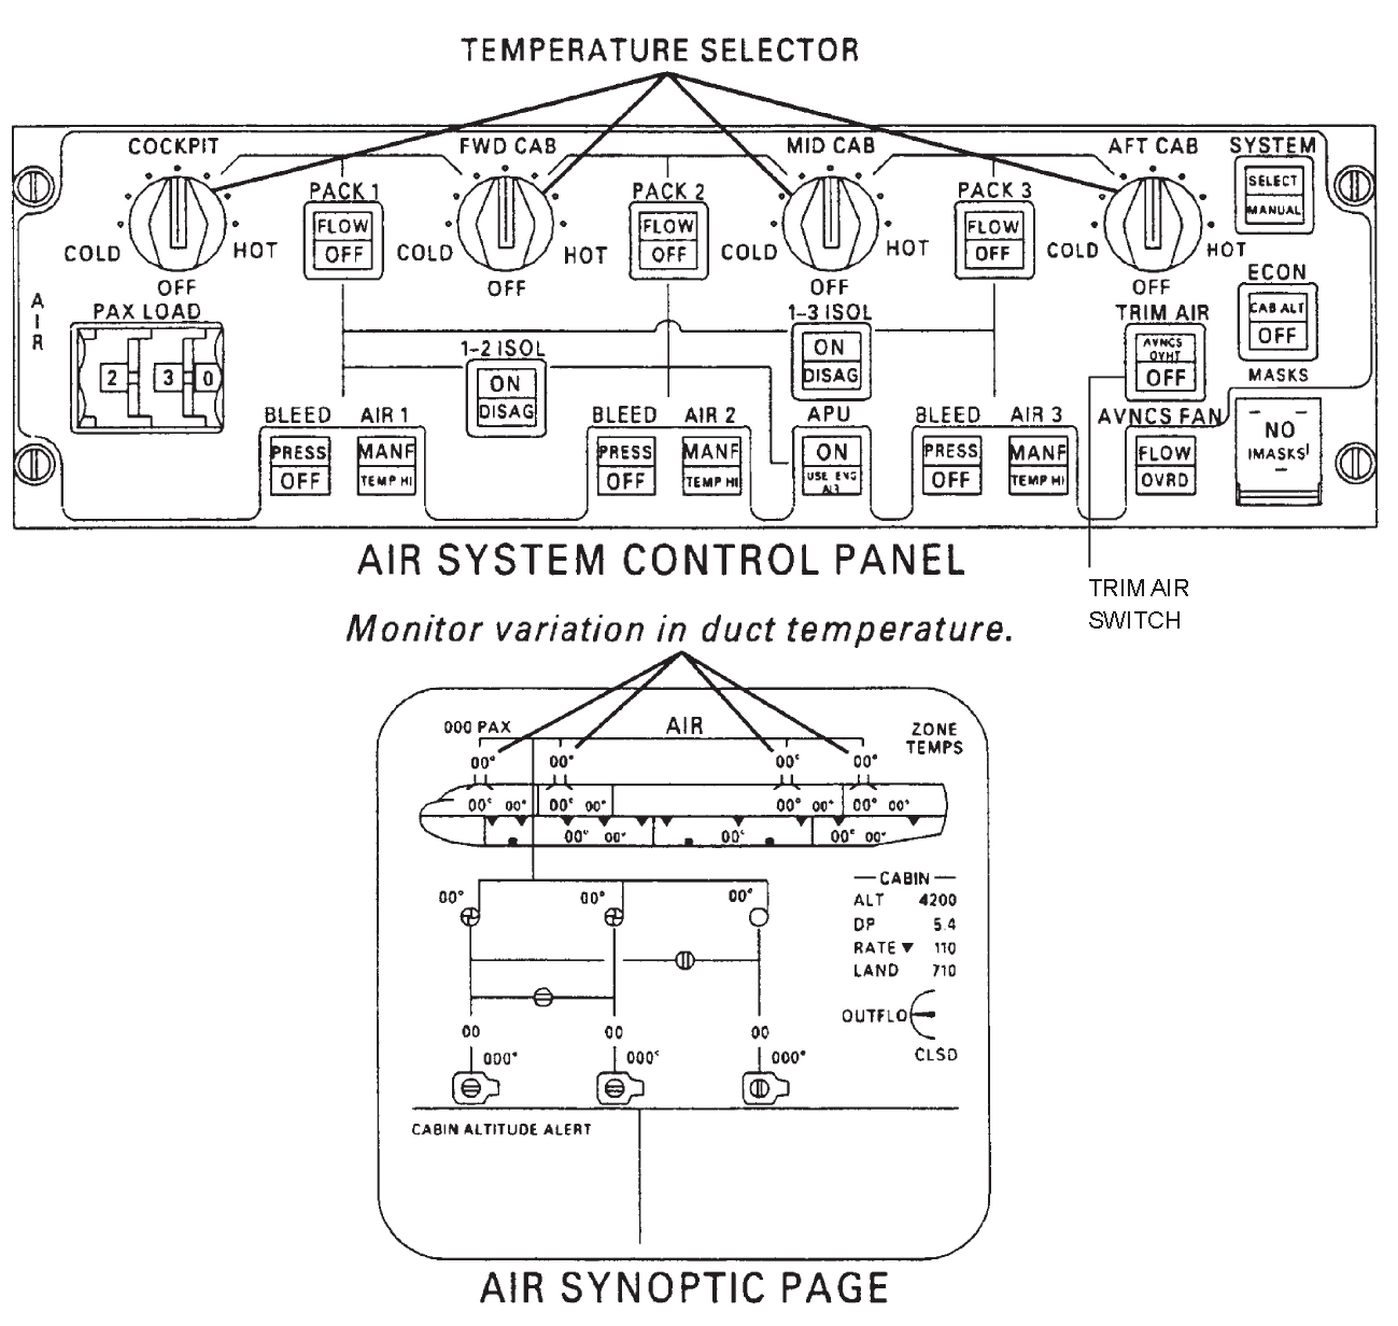 TEMPERATURE SELECTOR
COCKPIT FWD CAB MID CAB AFT CAB SYSTEM
PACK 1 PACK 2 PACK 3 SELECT
FLOW FLOW FLOW MANUAL
OFF OFF OFF
COLD HOT COLD HOT COLD HOT COLD HOT
OFF OFF OFF OFF ECON
AIR
PAX LOAD 1-3 ISOL TRIM AIR CAB ALT
OFF
1-2 ISOL ON AVNCS
OVHT
2 3 0 ON DISAG OFF MASKS
DISAG
BLEED AIR 1 BLEED AIR 2 APU BLEED AIR 3 AVNCS FAN
NO
PRESS MANF PRESS MANF ON PRESS MANF FLOW MASKS
OFF TEMP HI OFF TEMP HI USE ENG OFF TEMP HI OVRD
AIR
AIR SYSTEM CONTROL PANEL
TRIM AIR
SWITCH
Monitor variation in duct temperature.
000 PAX AIR ZONE
TEMPS
00° 00° 00° 00°
00° 00° 00° 00° 00° 00° 00° 00°
00° 00° 00° 00° 00°
CABIN
00° 00° 00° ALT 4200
DP 5.4
RATE ▼ 110
LAND 710
OUTFLO
00 00 00
000° 000° 000° CLSD
CABIN ALTITUDE ALERT
AIR SYNOPTIC PAGE